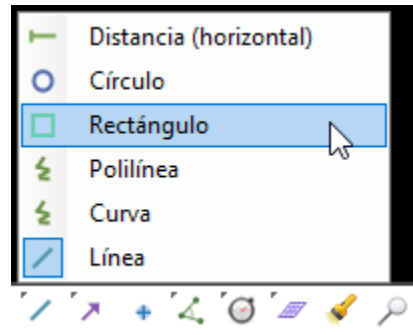 Distancia (horizontal)
Círculo
Rectángulo
Polilínea
Curva
Línea